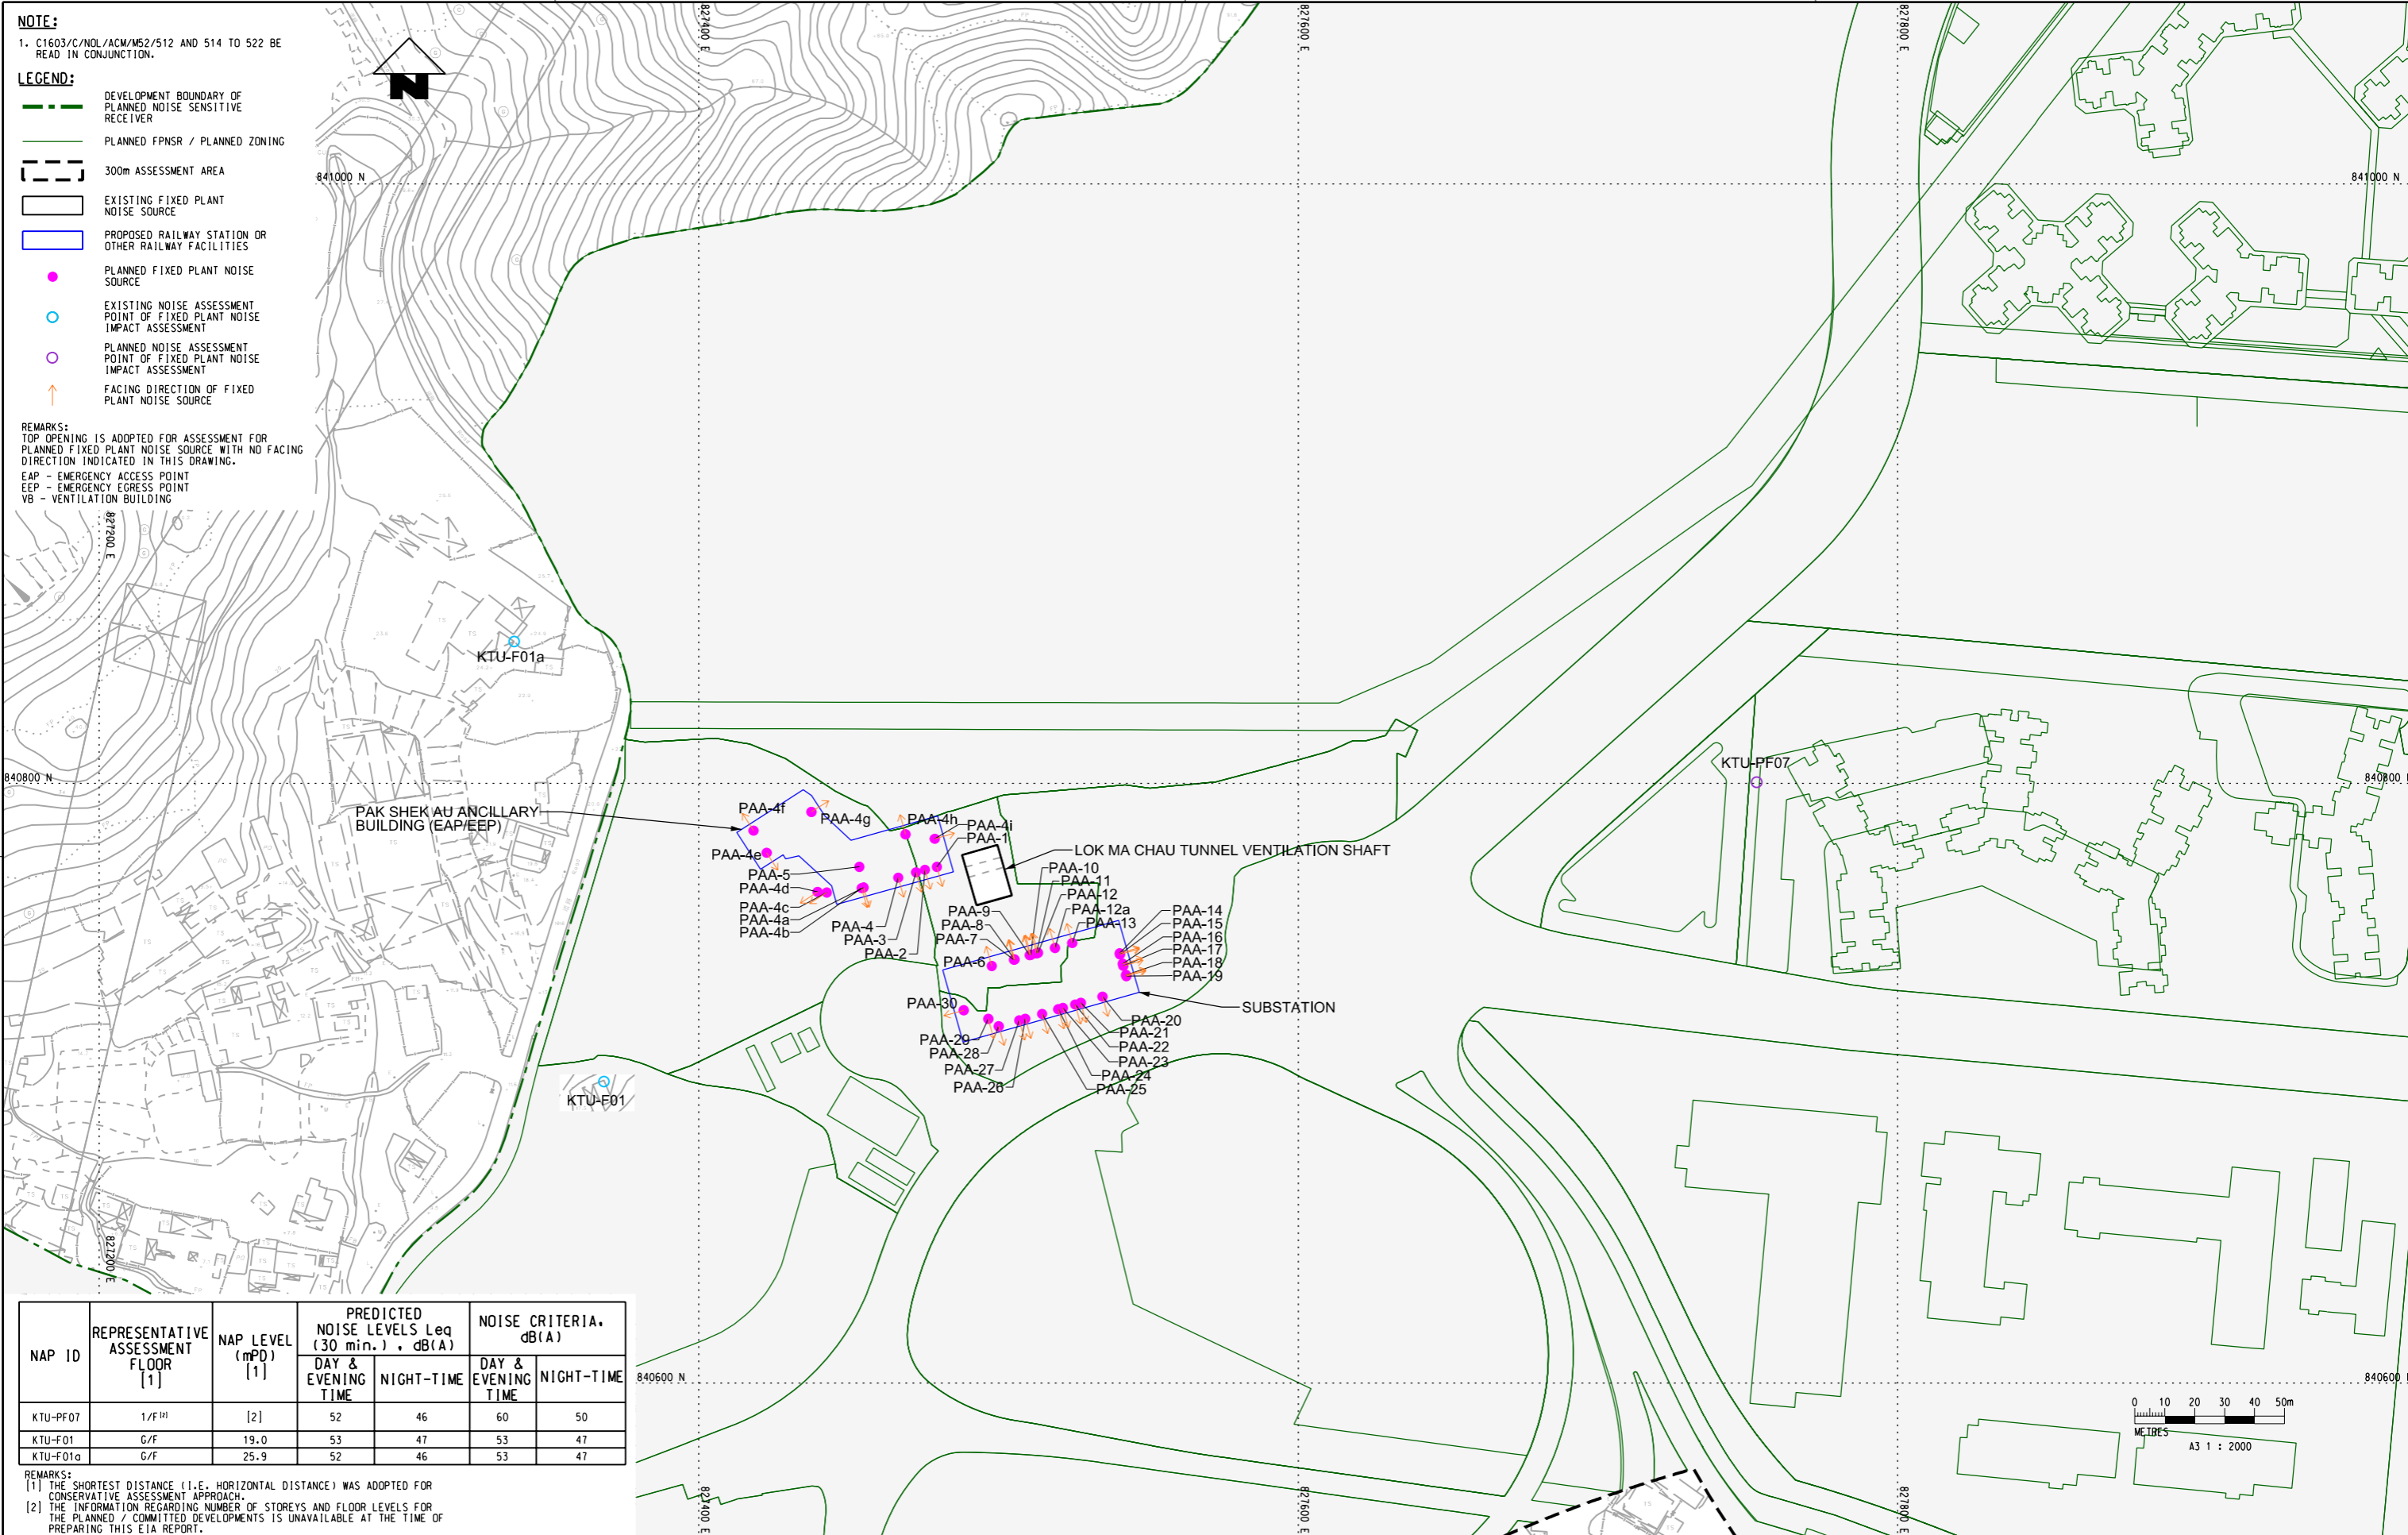 NOTE:
1. C1603/C/NOL/ACM/M52/512 AND 514 TO 522 BE
READ IN CONJUNCTION.
LEGEND:
DEVELOPMENT BOUNDARY OF
PLANNED NOISE SENSITIVE
RECEIVER
PLANNED FPNSR / PLANNED ZONING
300m ASSESSMENT AREA
EXISTING FIXED PLANT
NOISE SOURCE
PROPOSED RAILWAY STATION OR
OTHER RAILWAY FACILITIES
PLANNED FIXED PLANT NOISE
SOURCE
EXISTING NOISE ASSESSMENT
POINT OF FIXED PLANT NOISE
IMPACT ASSESSMENT
PLANNED NOISE ASSESSMENT
POINT OF FIXED PLANT NOISE
IMPACT ASSESSMENT
FACING DIRECTION OF FIXED
PLANT NOISE SOURCE
REMARKS:
TOP OPENING IS ADOPTED FOR ASSESSMENT FOR
PLANNED FIXED PLANT NOISE SOURCE WITH NO FACING
DIRECTION INDICATED IN THIS DRAWING.
EAP - EMERGENCY ACCESS POINT
EEP - EMERGENCY EGRESS POINT
VB - VENTILATION BUILDING
N
827400 E
827600 E
827800 E
841000 N
841000 N
827200 E
KTU-F01a
840800 N
840800 N
KTU-PF07
PAK SHEK AU ANCILLARY
BUILDING (EAP/EEP)
PAA-4f
PAA-4g
PAA-4h
PAA-4i
PAA-1
PAA-4e
PAA-5
PAA-4d
PAA-4c
PAA-4a
PAA-4b
PAA-4
PAA-3
PAA-2
LOK MA CHAU TUNNEL VENTILATION SHAFT
PAA-10
PAA-11
PAA-12
PAA-12a
PAA-13
PAA-9
PAA-8
PAA-7
PAA-6
PAA-14
PAA-15
PAA-16
PAA-17
PAA-18
PAA-19
SUBSTATION
PAA-30
PAA-29
PAA-28
PAA-27
PAA-26
PAA-20
PAA-21
PAA-22
PAA-23
PAA-24
PAA-25
KTU-F01
827200 E
840600 N
840600 N
827400 E
827600 E
827800 E
NAP ID
REPRESENTATIVE
ASSESSMENT
FLOOR
[1]
NAP LEVEL
(mPD)
[1]
PREDICTED
NOISE LEVELS Leq
(30 min.) , dB(A)
NOISE CRITERIA,
dB(A)
DAY &
EVENING
TIME
NIGHT-TIME
DAY &
EVENING
TIME
NIGHT-TIME
KTU-PF07 1/F[2] [2] 52 46 60 50
KTU-F01 G/F 19.0 53 47 53 47
KTU-F01a G/F 25.9 52 46 53 47
REMARKS:
[1] THE SHORTEST DISTANCE (I.E. HORIZONTAL DISTANCE) WAS ADOPTED FOR
CONSERVATIVE ASSESSMENT APPROACH.
[2] THE INFORMATION REGARDING NUMBER OF STOREYS AND FLOOR LEVELS FOR
THE PLANNED / COMMITTED DEVELOPMENTS IS UNAVAILABLE AT THE TIME OF
PREPARING THIS EIA REPORT.
0 10 20 30 40 50m
METRES
A3 1 : 2000